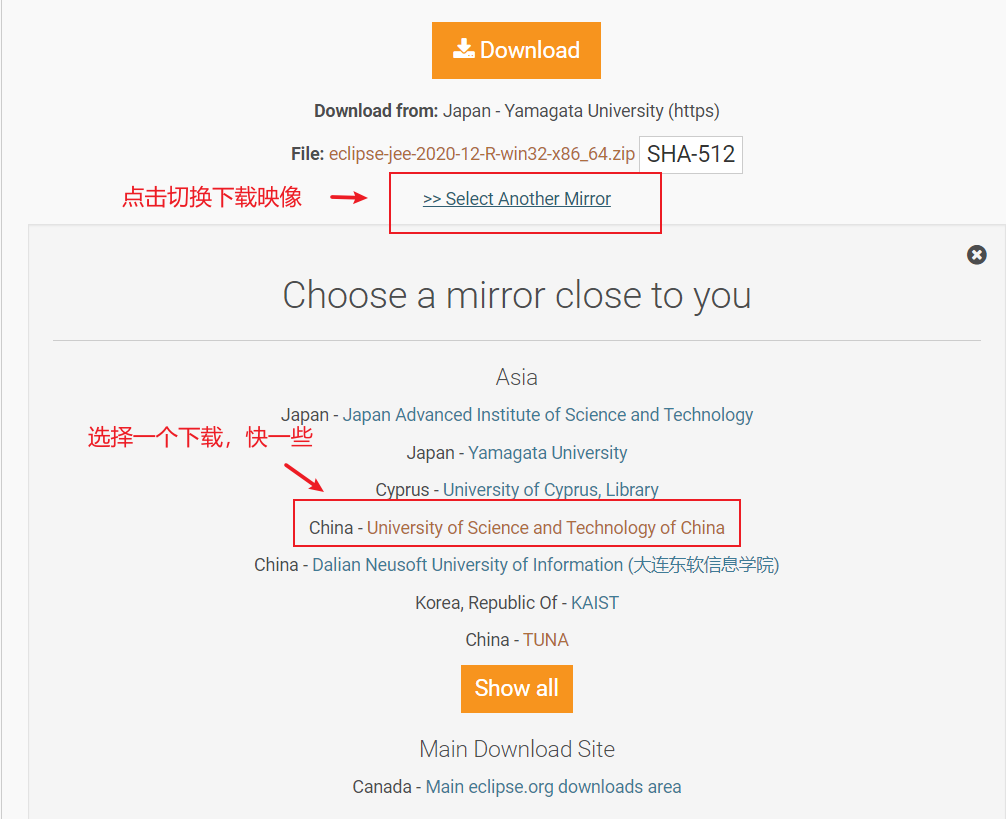 Download
Download from: Japan - Yamagata University (https)
File: eclipse-jee-2020-12-R-win32-x86_64.zip SHA-512
点击切换下载映像
>> Select Another Mirror
Choose a mirror close to you
Asia
Japan - Japan Advanced Institute of Science and Technology
选择一个下载，快一些
Japan - Yamagata University
Cyprus - University of Cyprus, Library
China - University of Science and Technology of China
China - Dalian Neusoft University of Information (大连东软信息学院)
Korea, Republic Of - KAIST
China - TUNA
Show all
Main Download Site
Canada - Main eclipse.org downloads area